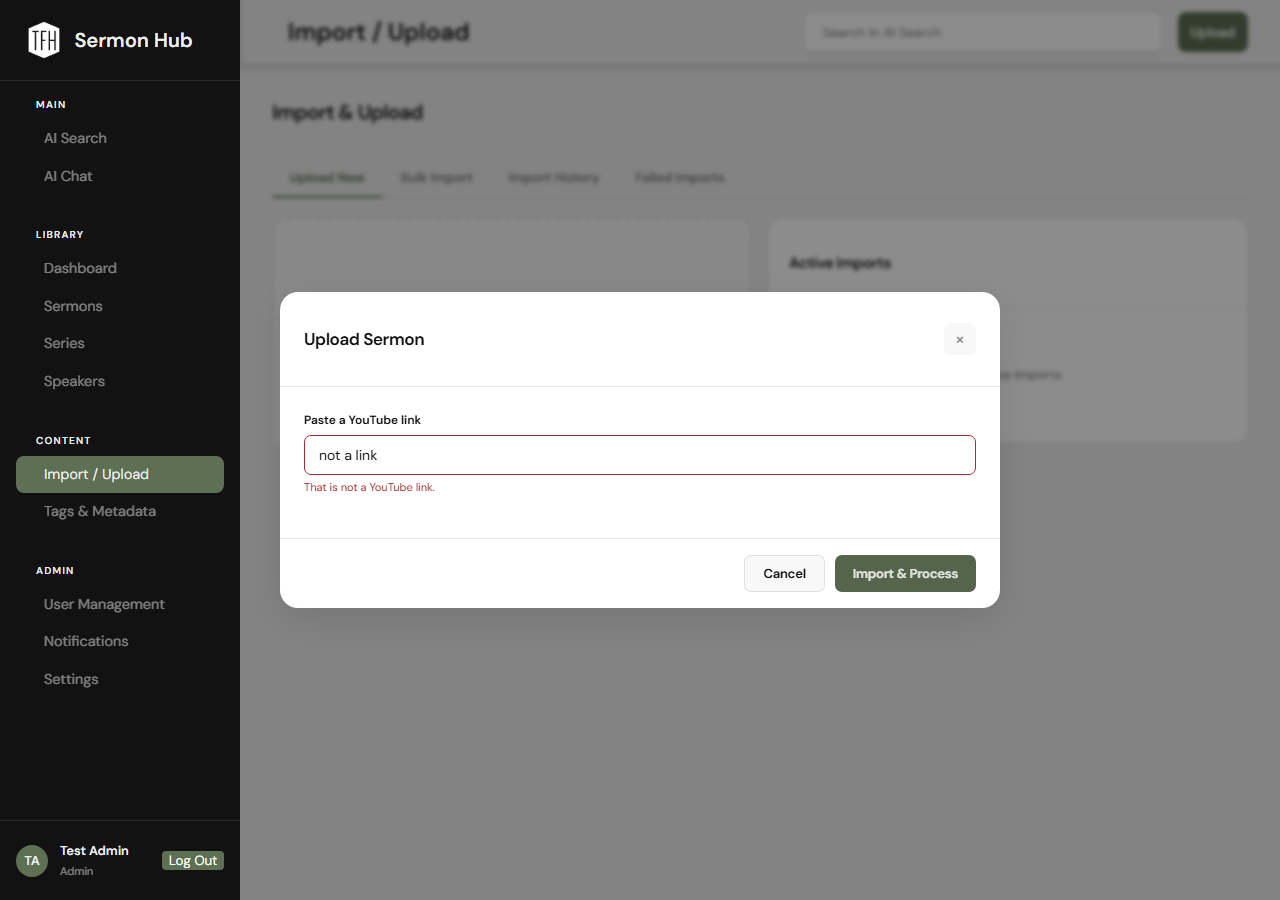 TFH Sermon Hub
MAIN
AI Search
AI Chat
LIBRARY
Dashboard
Sermons
Series
Speakers
CONTENT
Import / Upload
Tags & Metadata
ADMIN
User Management
Notifications
Settings
TA
Test Admin
Admin
Log Out
Import / Upload
Search in AI Search
Upload
Import & Upload
Upload New
Bulk Import
Import History
Failed Imports
Active Imports
imports
Upload Sermon
×
Paste a YouTube link
not a link
That is not a YouTube link.
Cancel
Import & Process